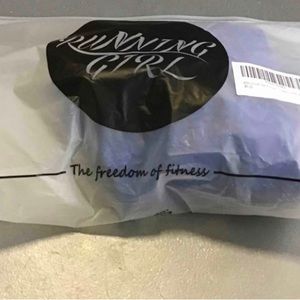 RUNNING
GIRL
The freedom of fitness